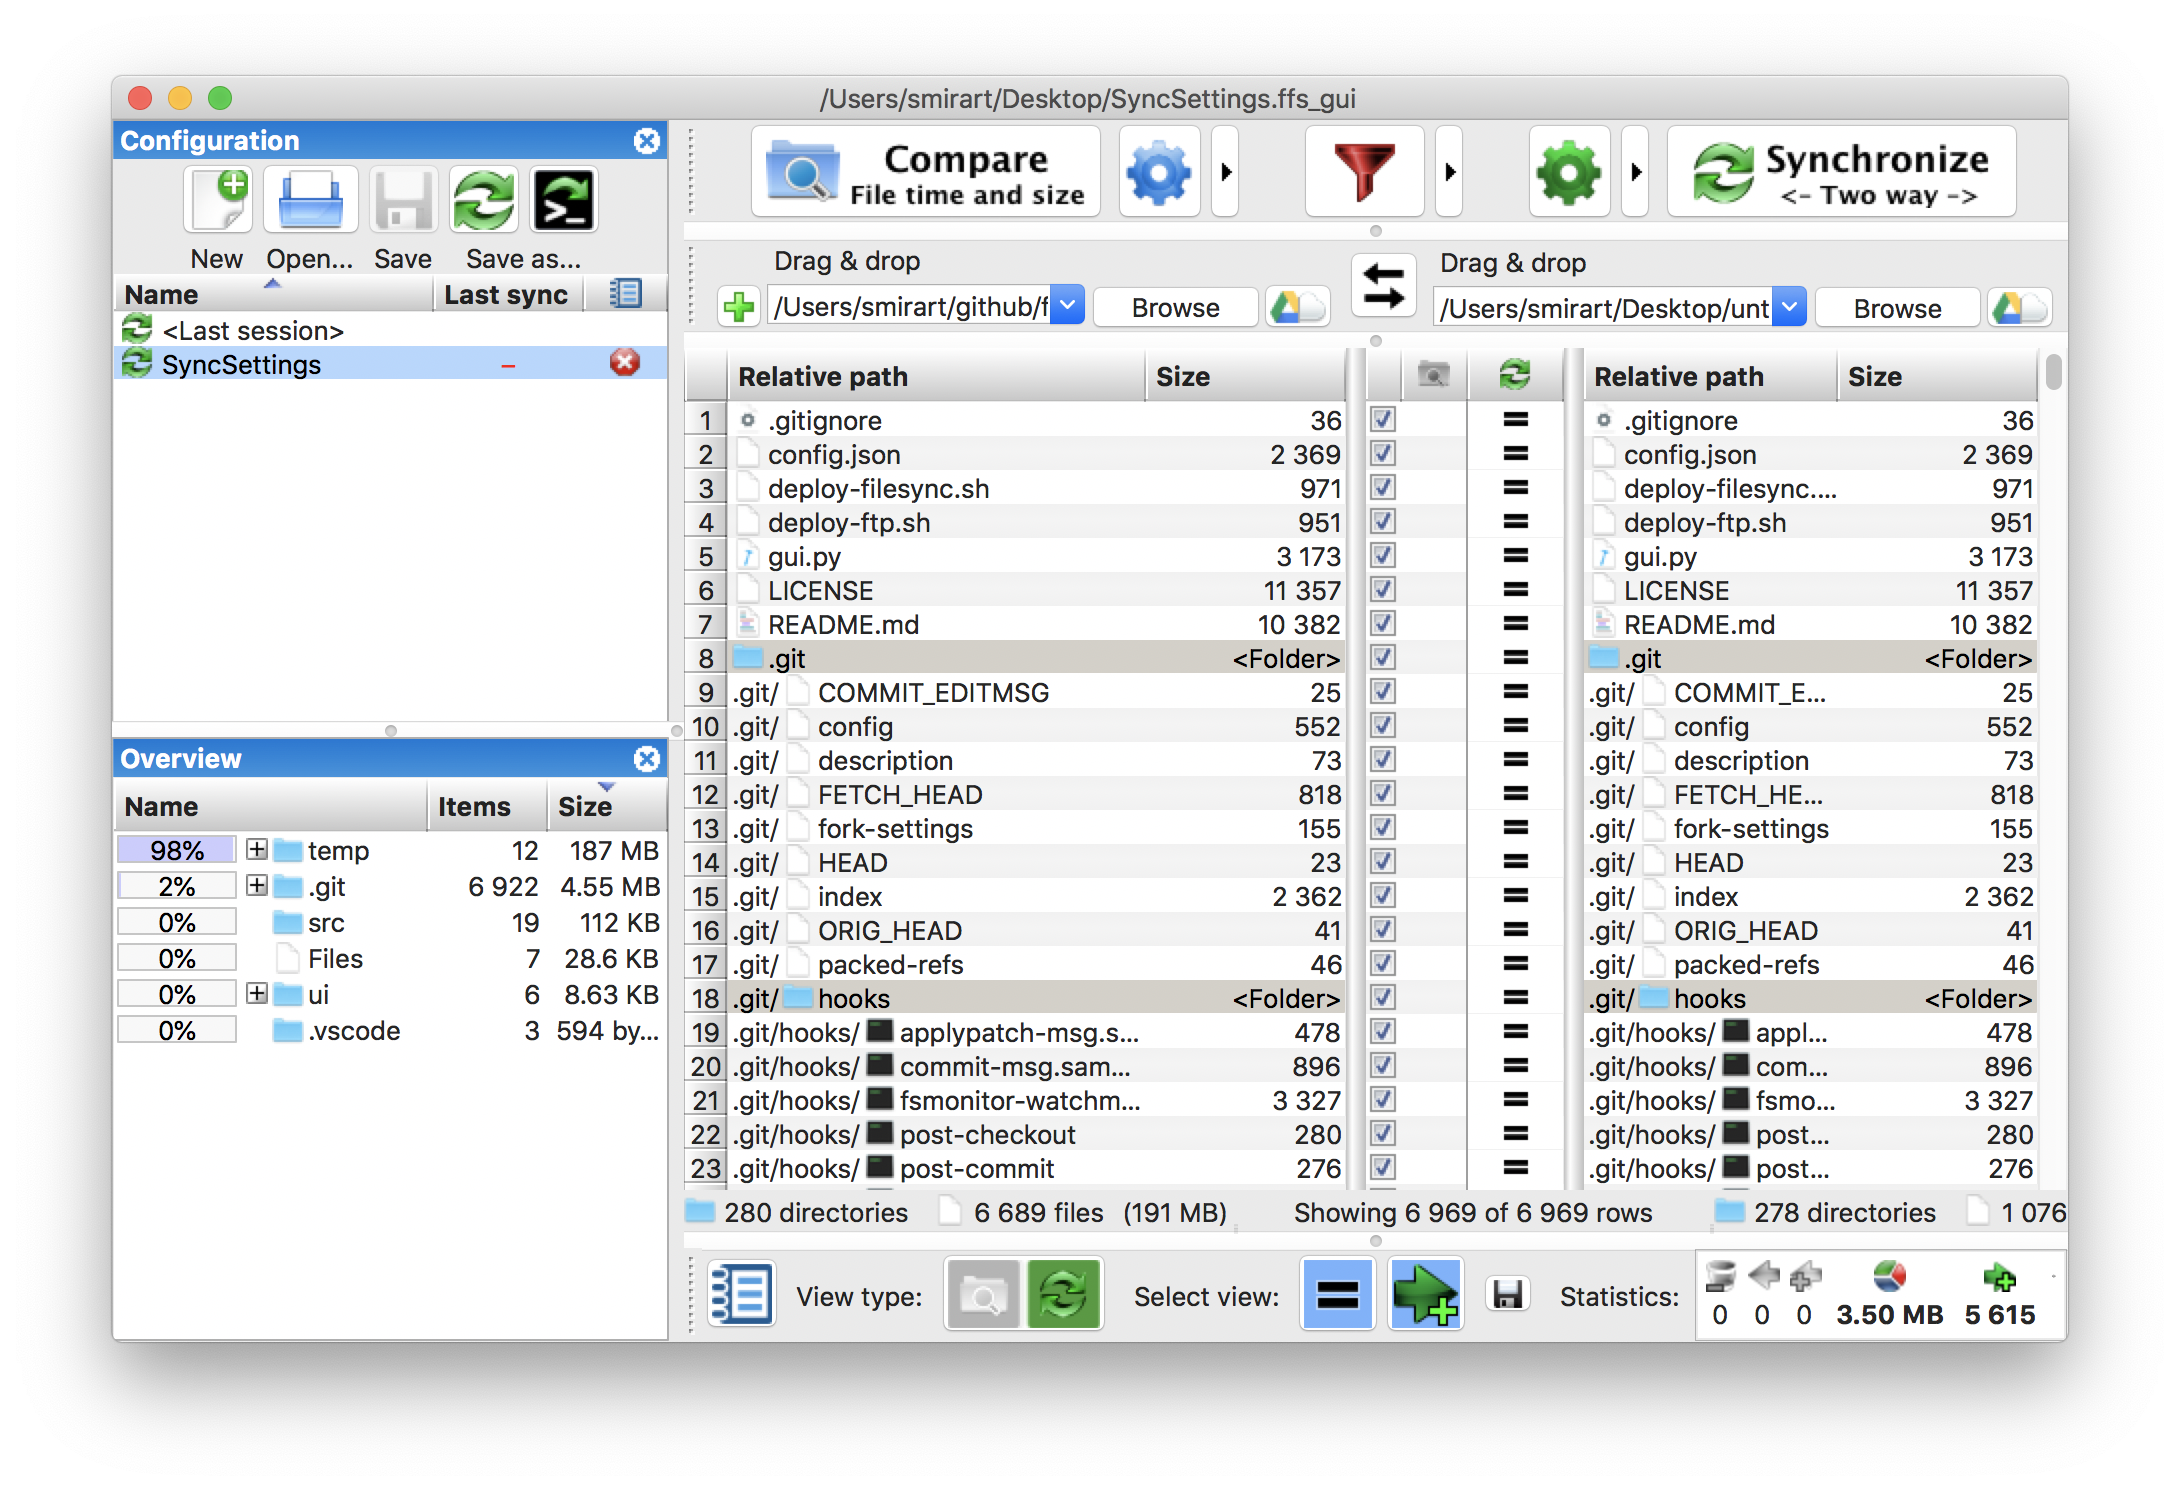 /Users/smirart/Desktop/SyncSettings.ffs_gui
Configuration
New Open... Save Save as...
Name Last sync
<Last session>
SyncSettings –
Overview
Name Items Size
98% temp 12 187 MB
2% .git 6 922 4.55 MB
0% src 19 112 KB
0% Files 7 28.6 KB
0% ui 6 8.63 KB
0% .vscode 3 594 by...
Compare
File time and size
Synchronize
<- Two way ->
Drag & drop
/Users/smirart/github/f Browse
Drag & drop
/Users/smirart/Desktop/unt Browse
Relative path Size Relative path Size
1 .gitignore 36 = .gitignore 36
2 config.json 2 369 = config.json 2 369
3 deploy-filesync.sh 971 = deploy-filesync.... 971
4 deploy-ftp.sh 951 = deploy-ftp.sh 951
5 gui.py 3 173 = gui.py 3 173
6 LICENSE 11 357 = LICENSE 11 357
7 README.md 10 382 = README.md 10 382
8 .git <Folder> = .git <Folder>
9 .git/ COMMIT_EDITMSG 25 = .git/ COMMIT_E... 25
10 .git/ config 552 = .git/ config 552
11 .git/ description 73 = .git/ description 73
12 .git/ FETCH_HEAD 818 = .git/ FETCH_HE... 818
13 .git/ fork-settings 155 = .git/ fork-settings 155
14 .git/ HEAD 23 = .git/ HEAD 23
15 .git/ index 2 362 = .git/ index 2 362
16 .git/ ORIG_HEAD 41 = .git/ ORIG_HEAD 41
17 .git/ packed-refs 46 = .git/ packed-refs 46
18 .git/ hooks <Folder> = .git/ hooks <Folder>
19 .git/hooks/ applypatch-msg.s... 478 = .git/hooks/ appl... 478
20 .git/hooks/ commit-msg.sam... 896 = .git/hooks/ com... 896
21 .git/hooks/ fsmonitor-watchm... 3 327 = .git/hooks/ fsmo... 3 327
22 .git/hooks/ post-checkout 280 = .git/hooks/ post... 280
23 .git/hooks/ post-commit 276 = .git/hooks/ post... 276
280 directories 6 689 files (191 MB) Showing 6 969 of 6 969 rows 278 directories 1 076
View type: Select view: Statistics: 0 0 0 3.50 MB 5 615